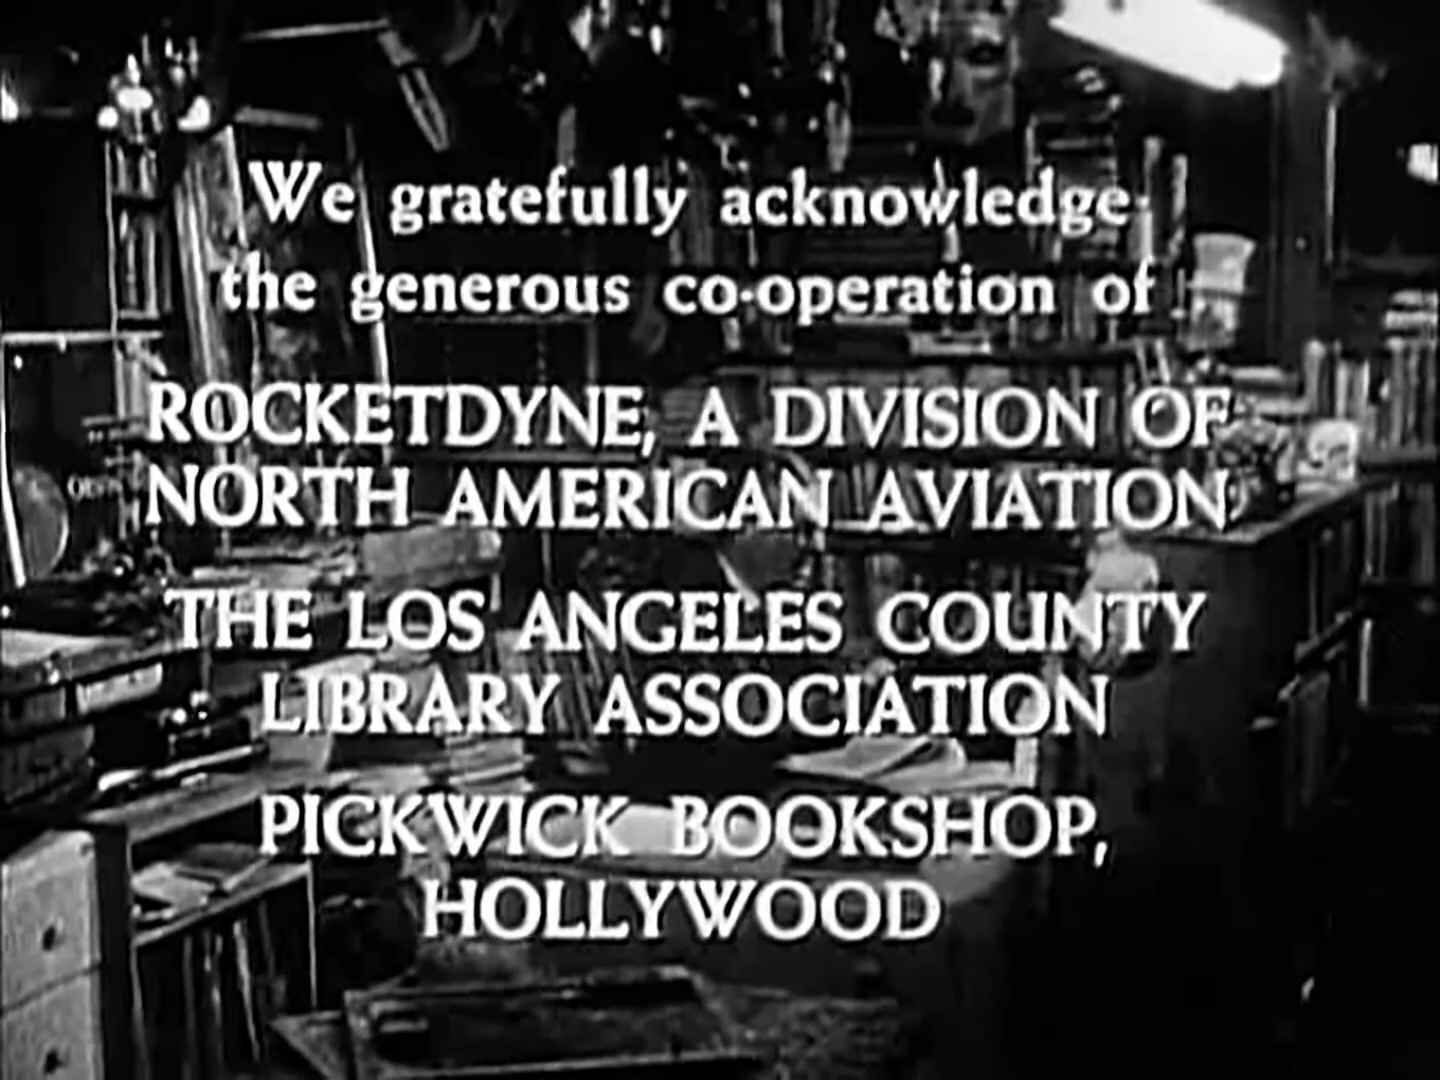 We gratefully acknowledge
the generous co-operation of
ROCKETDYNE, A DIVISION OF
NORTH AMERICAN AVIATION
THE LOS ANGELES COUNTY
LIBRARY ASSOCIATION
PICKWICK BOOKSHOP,
HOLLYWOOD